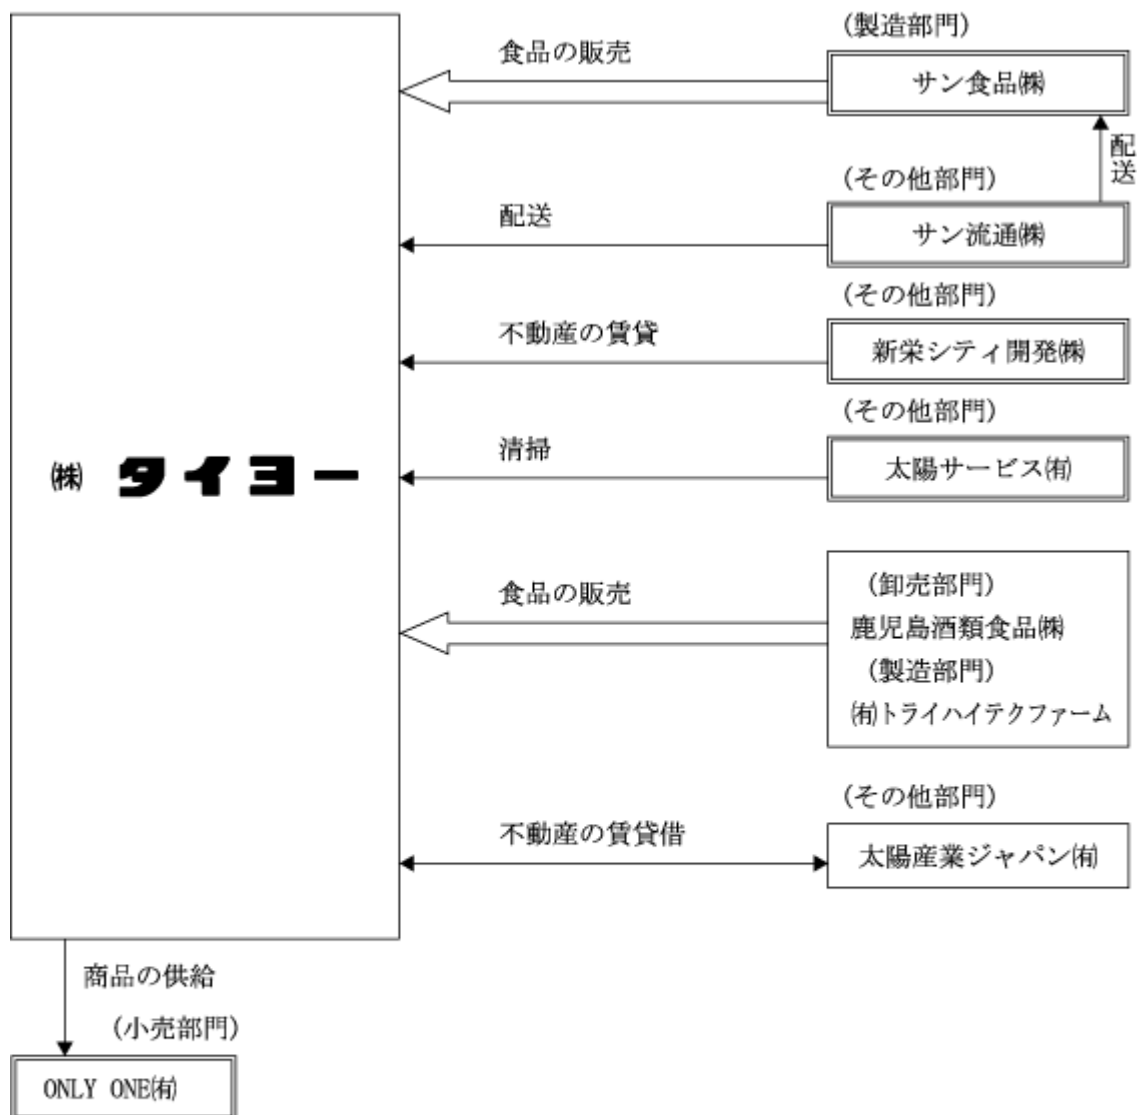 (製造部門)
食品の販売
サン食品㈱
配送
(その他部門)
配送
サン流通㈱
(その他部門)
不動産の賃貸
新栄シティ開発㈱
(その他部門)
清掃
太陽サービス㈲
㈱ タイヨー
食品の販売
(卸売部門)
鹿児島酒類食品㈱
(製造部門)
㈲トライハイテクファーム
(その他部門)
不動産の賃貸借
太陽産業ジャパン㈲
商品の供給
(小売部門)
ONLY ONE㈲